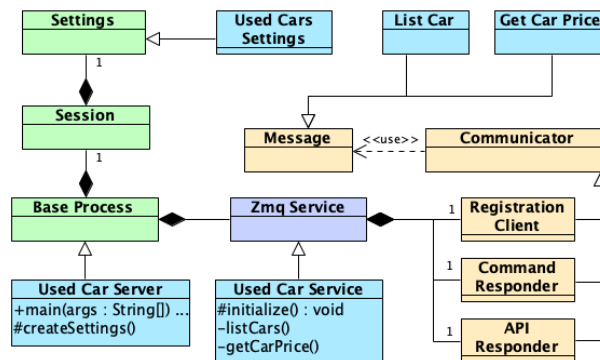 Settings
Used Cars
Settings
List Car
Get Car Price
1
Session
1
Message
<<use>>
Communicator
Base Process
Zmq Service
1
Registration
Client
Used Car Server
+main(args : String[]) ...
#createSettings()
Used Car Service
#initialize() : void
-listCars()
-getCarPrice()
1
Command
Responder
1
API
Responder